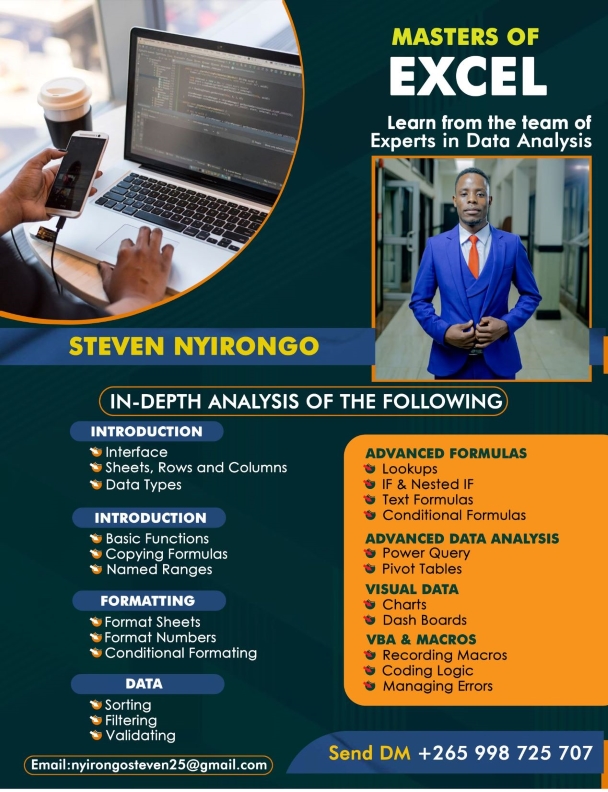 MASTERS OF
EXCEL
Learn from the team of
Experts in Data Analysis
STEVEN NYIRONGO
IN-DEPTH ANALYSIS OF THE FOLLOWING
INTRODUCTION
Interface
Sheets, Rows and Columns
Data Types
INTRODUCTION
Basic Functions
Copying Formulas
Named Ranges
FORMATTING
Format Sheets
Format Numbers
Conditional Formating
DATA
Sorting
Filtering
Validating
Email:nyirongosteven25@gmail.com
ADVANCED FORMULAS
Lookups
IF & Nested IF
Text Formulas
Conditional Formulas
ADVANCED DATA ANALYSIS
Power Query
Pivot Tables
VISUAL DATA
Charts
Dash Boards
VBA & MACROS
Recording Macros
Coding Logic
Managing Errors
Send DM +265 998 725 707